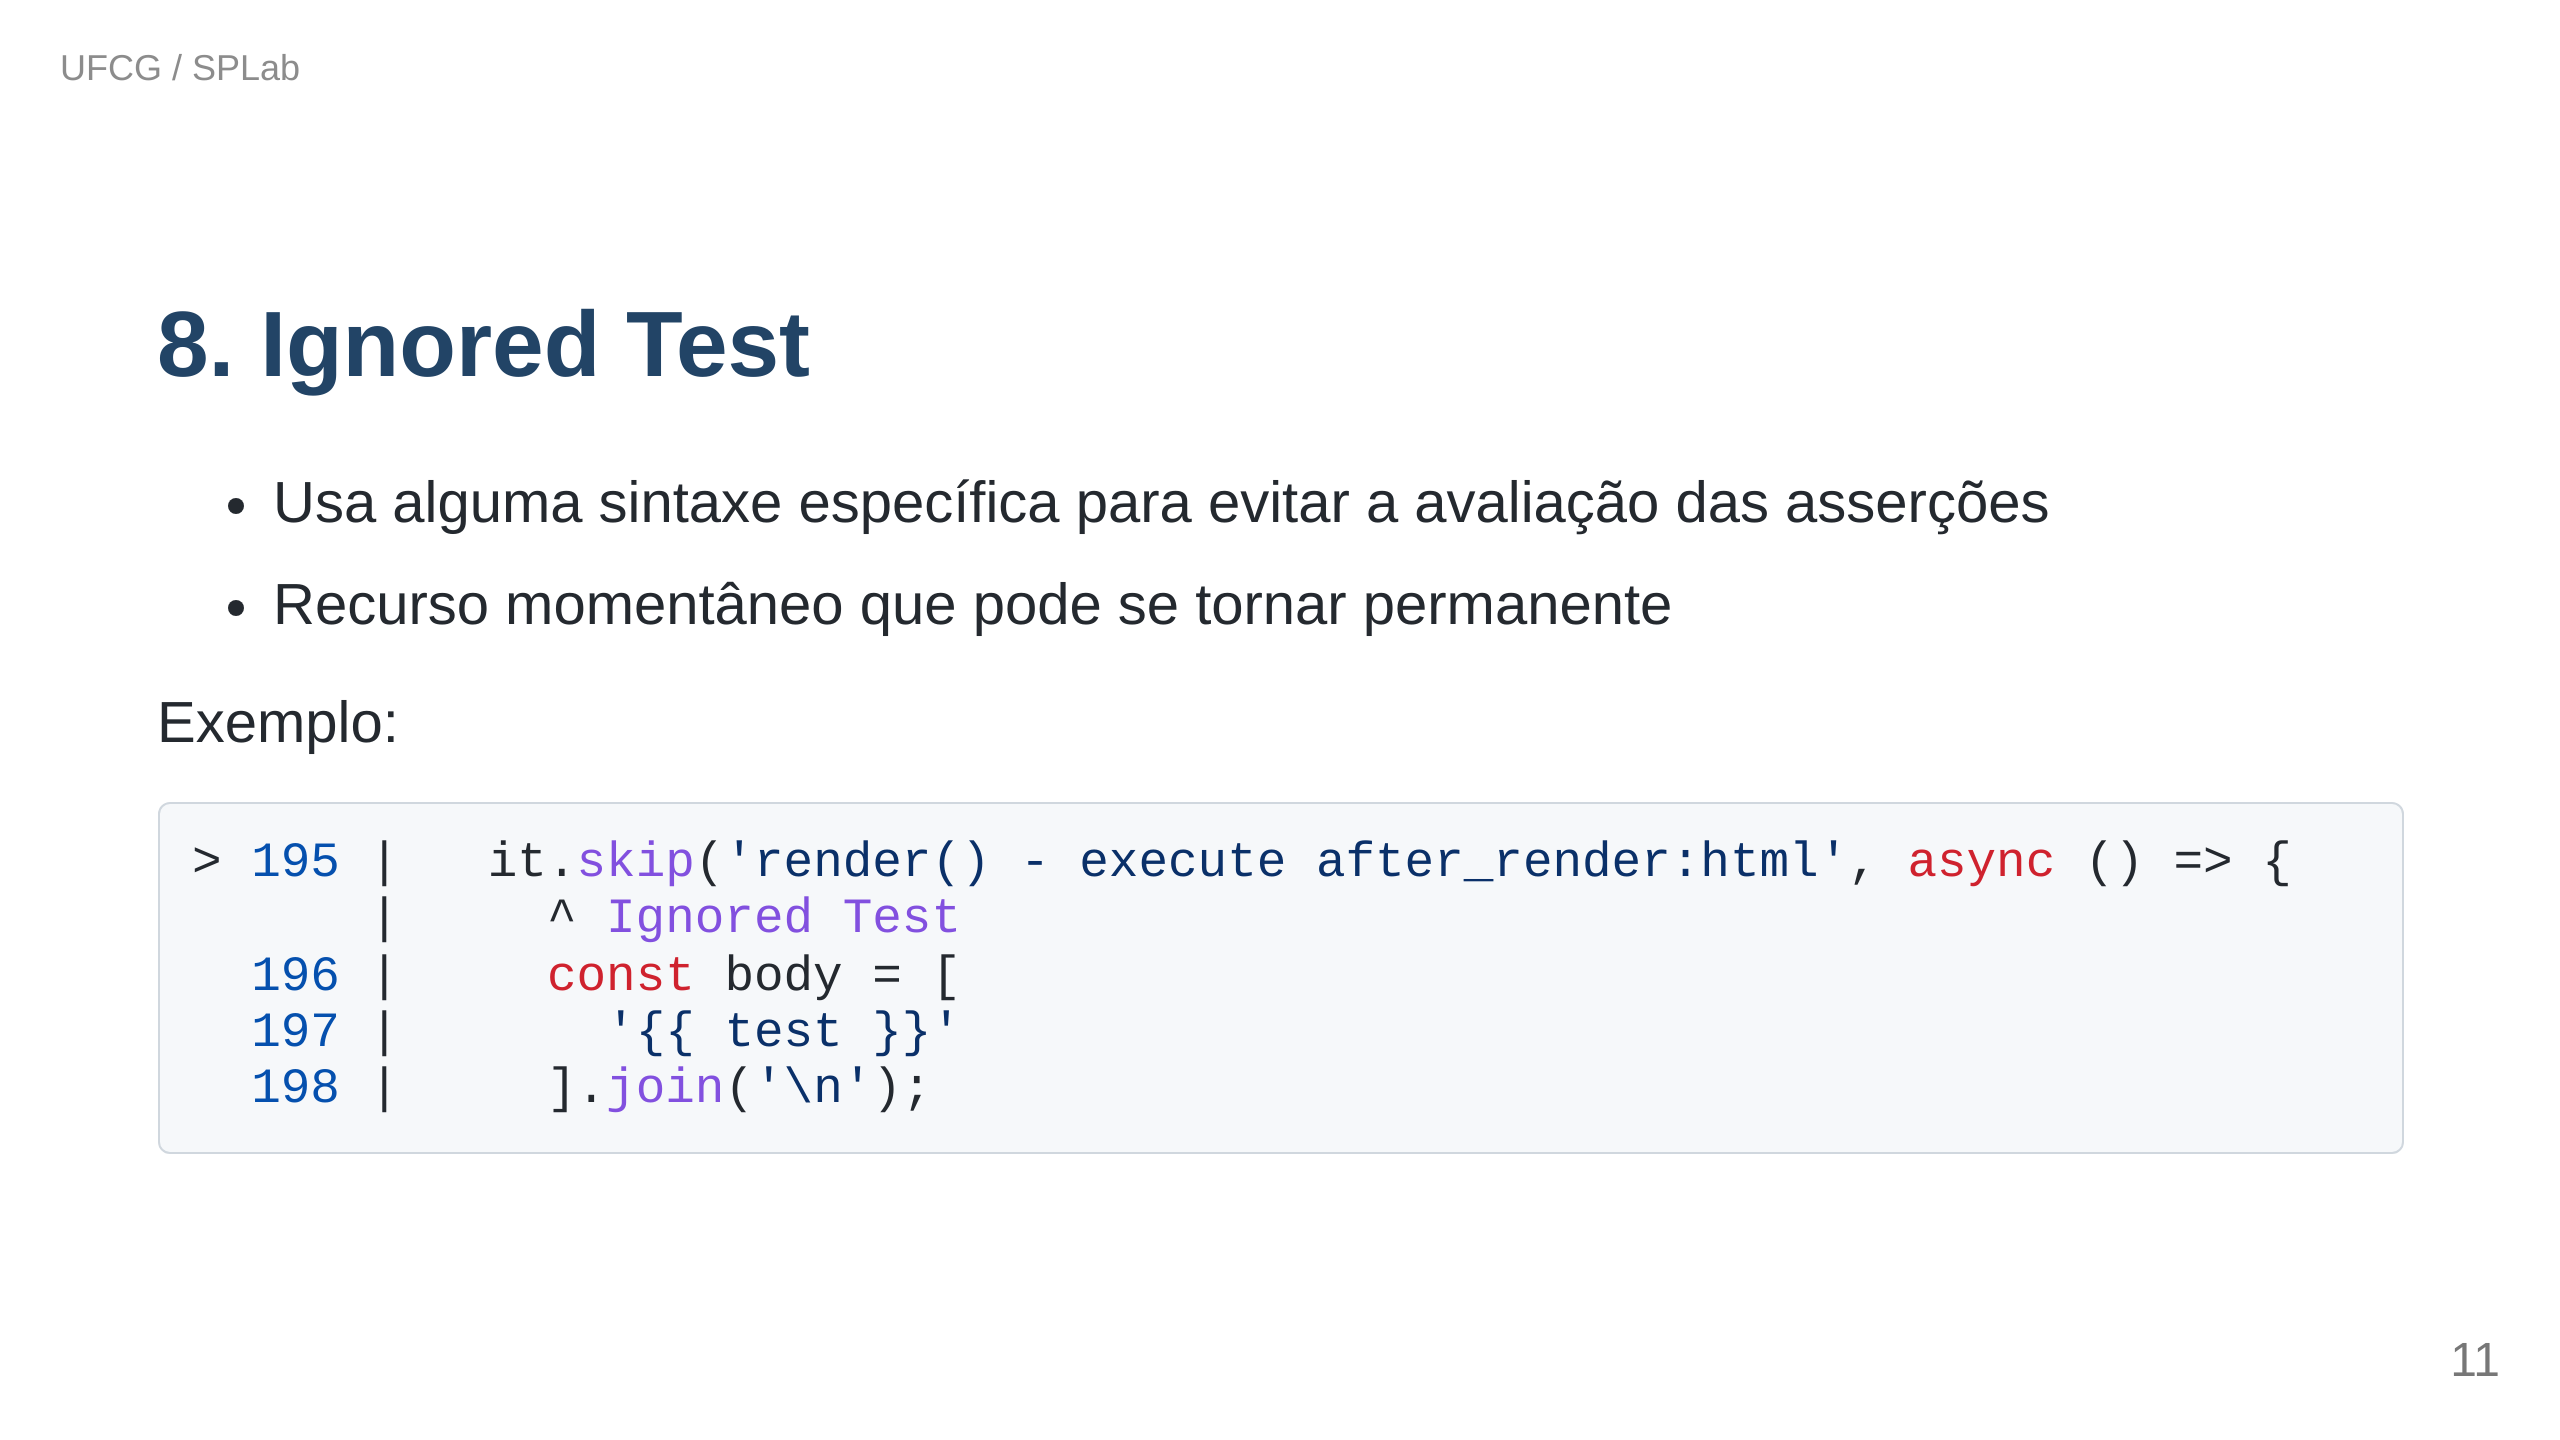 UFCG / SPLab
8. Ignored Test
• Usa alguma sintaxe específica para evitar a avaliação das asserções
• Recurso momentâneo que pode se tornar permanente
Exemplo:
> 195 |   it.skip('render() - execute after_render:html', async () => {
      |     ^ Ignored Test
  196 |     const body = [
  197 |       '{{ test }}'
  198 |     ].join('\n');
11